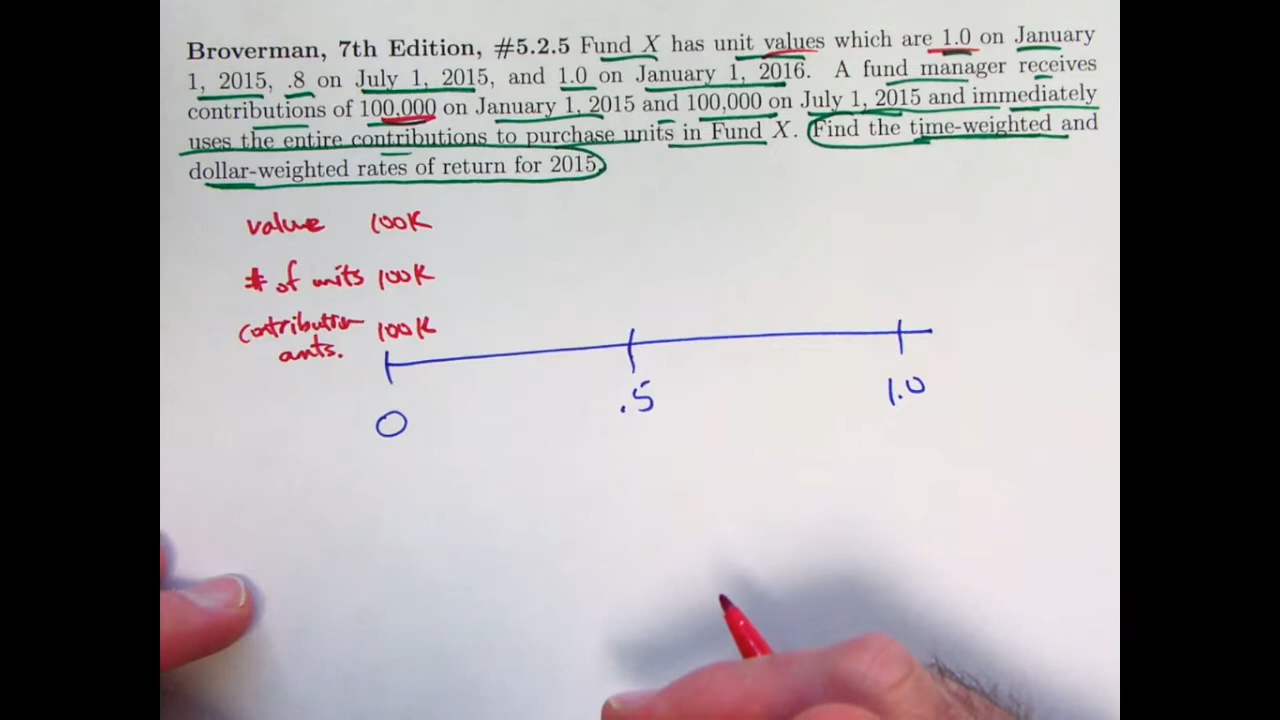 Broverman, 7th Edition, #5.2.5 Fund X has unit values which are 1.0 on January
1, 2015, .8 on July 1, 2015, and 1.0 on January 1, 2016. A fund manager receives
contributions of 100,000 on January 1, 2015 and 100,000 on July 1, 2015 and immediately
uses the entire contributions to purchase units in Fund X. Find the time-weighted and
dollar-weighted rates of return for 2015.
value 100K
# of units 100K
contribution 100K
amts.
0 .5 1.0